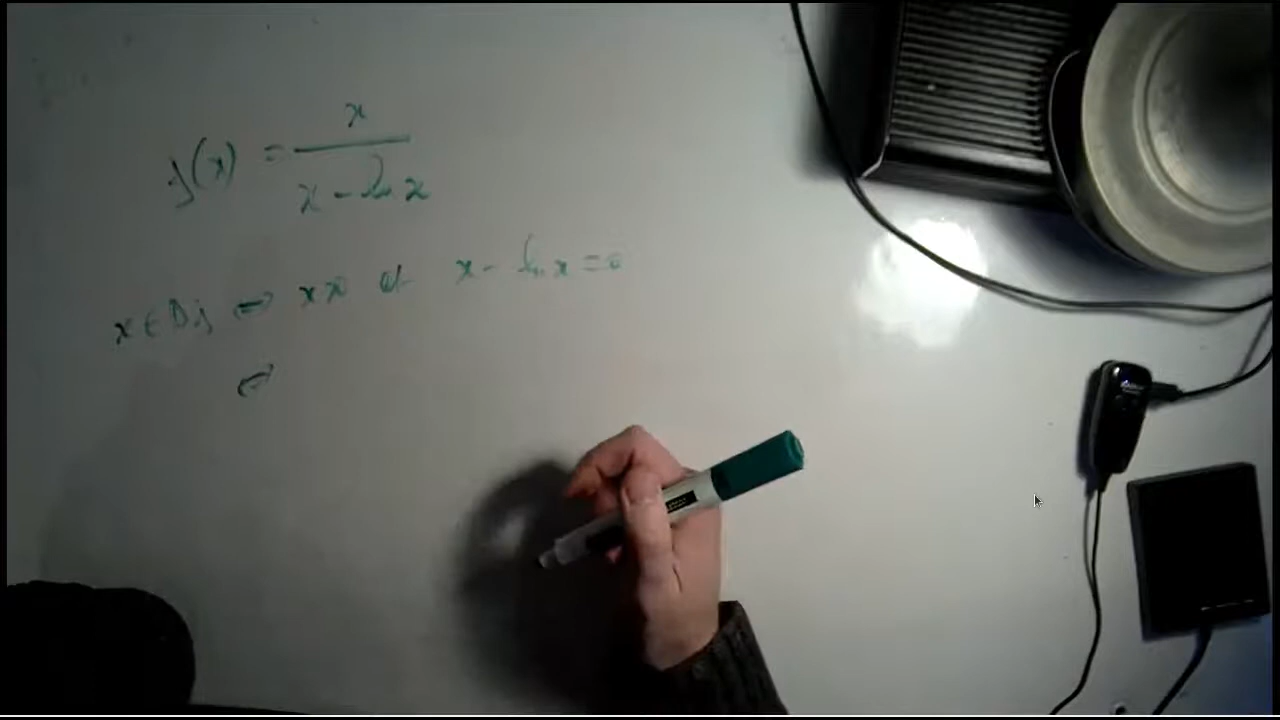 f(x) = x / (x - ln x)
x ∈ Df ⇔ x>0 et x - ln x = 0
⇔